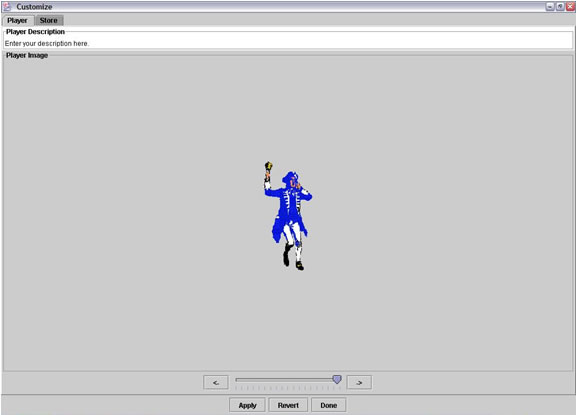 Customize
Player Store
Player Description
Enter your description here.
Player Image
<- ->
Apply Revert Done